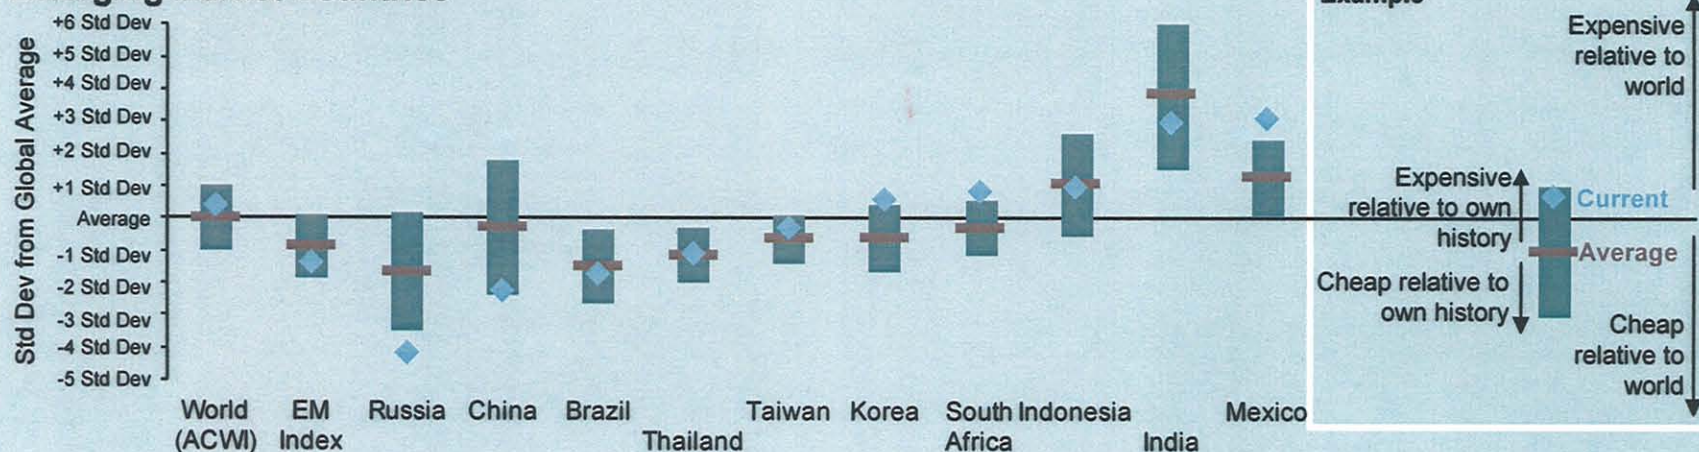 +6 Std Dev
+5 Std Dev
+4 Std Dev
+3 Std Dev
+2 Std Dev
+1 Std Dev
Average
-1 Std Dev
-2 Std Dev
-3 Std Dev
-4 Std Dev
-5 Std Dev
Std Dev from Global Average
World
(ACWI)
EM
Index
Russia
China
Brazil
Thailand
Taiwan
Korea
South
Africa
Indonesia
India
Mexico
Example
Expensive
relative to
world
Expensive
relative to own
history
Current
Average
Cheap relative to
own history
Cheap
relative to
world